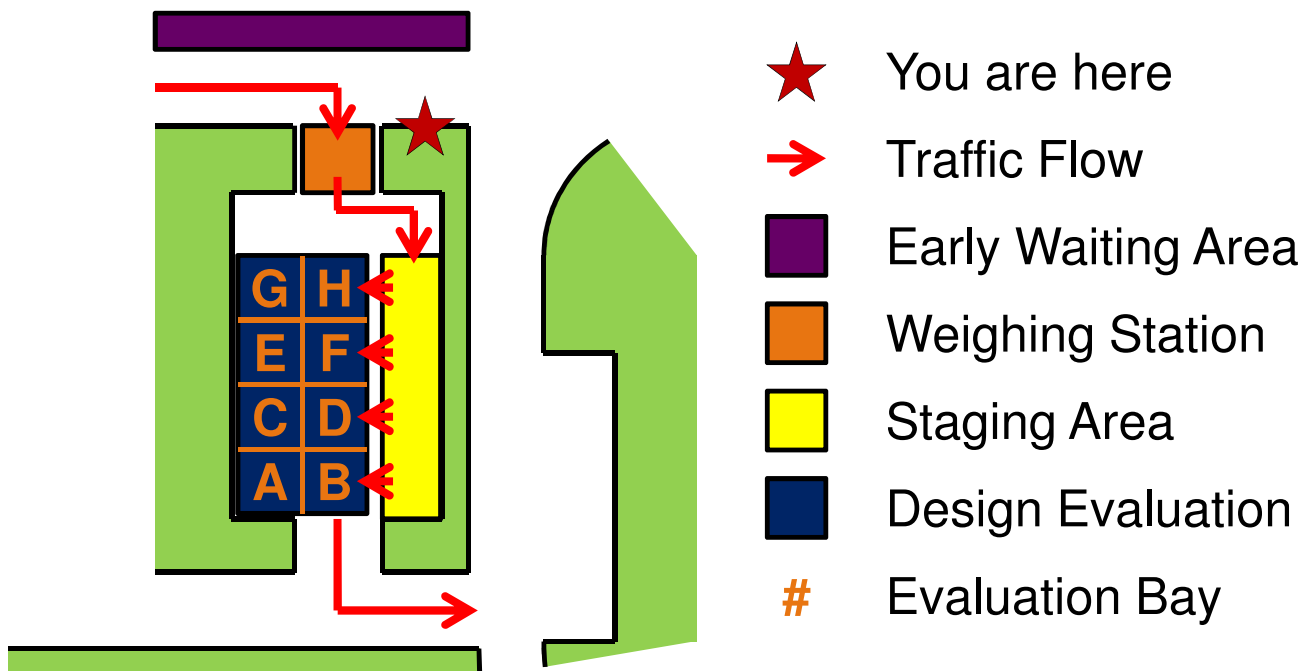 You are here
Traffic Flow
Early Waiting Area
G H
Weighing Station
E F
C D
Staging Area
A B
Design Evaluation
# Evaluation Bay